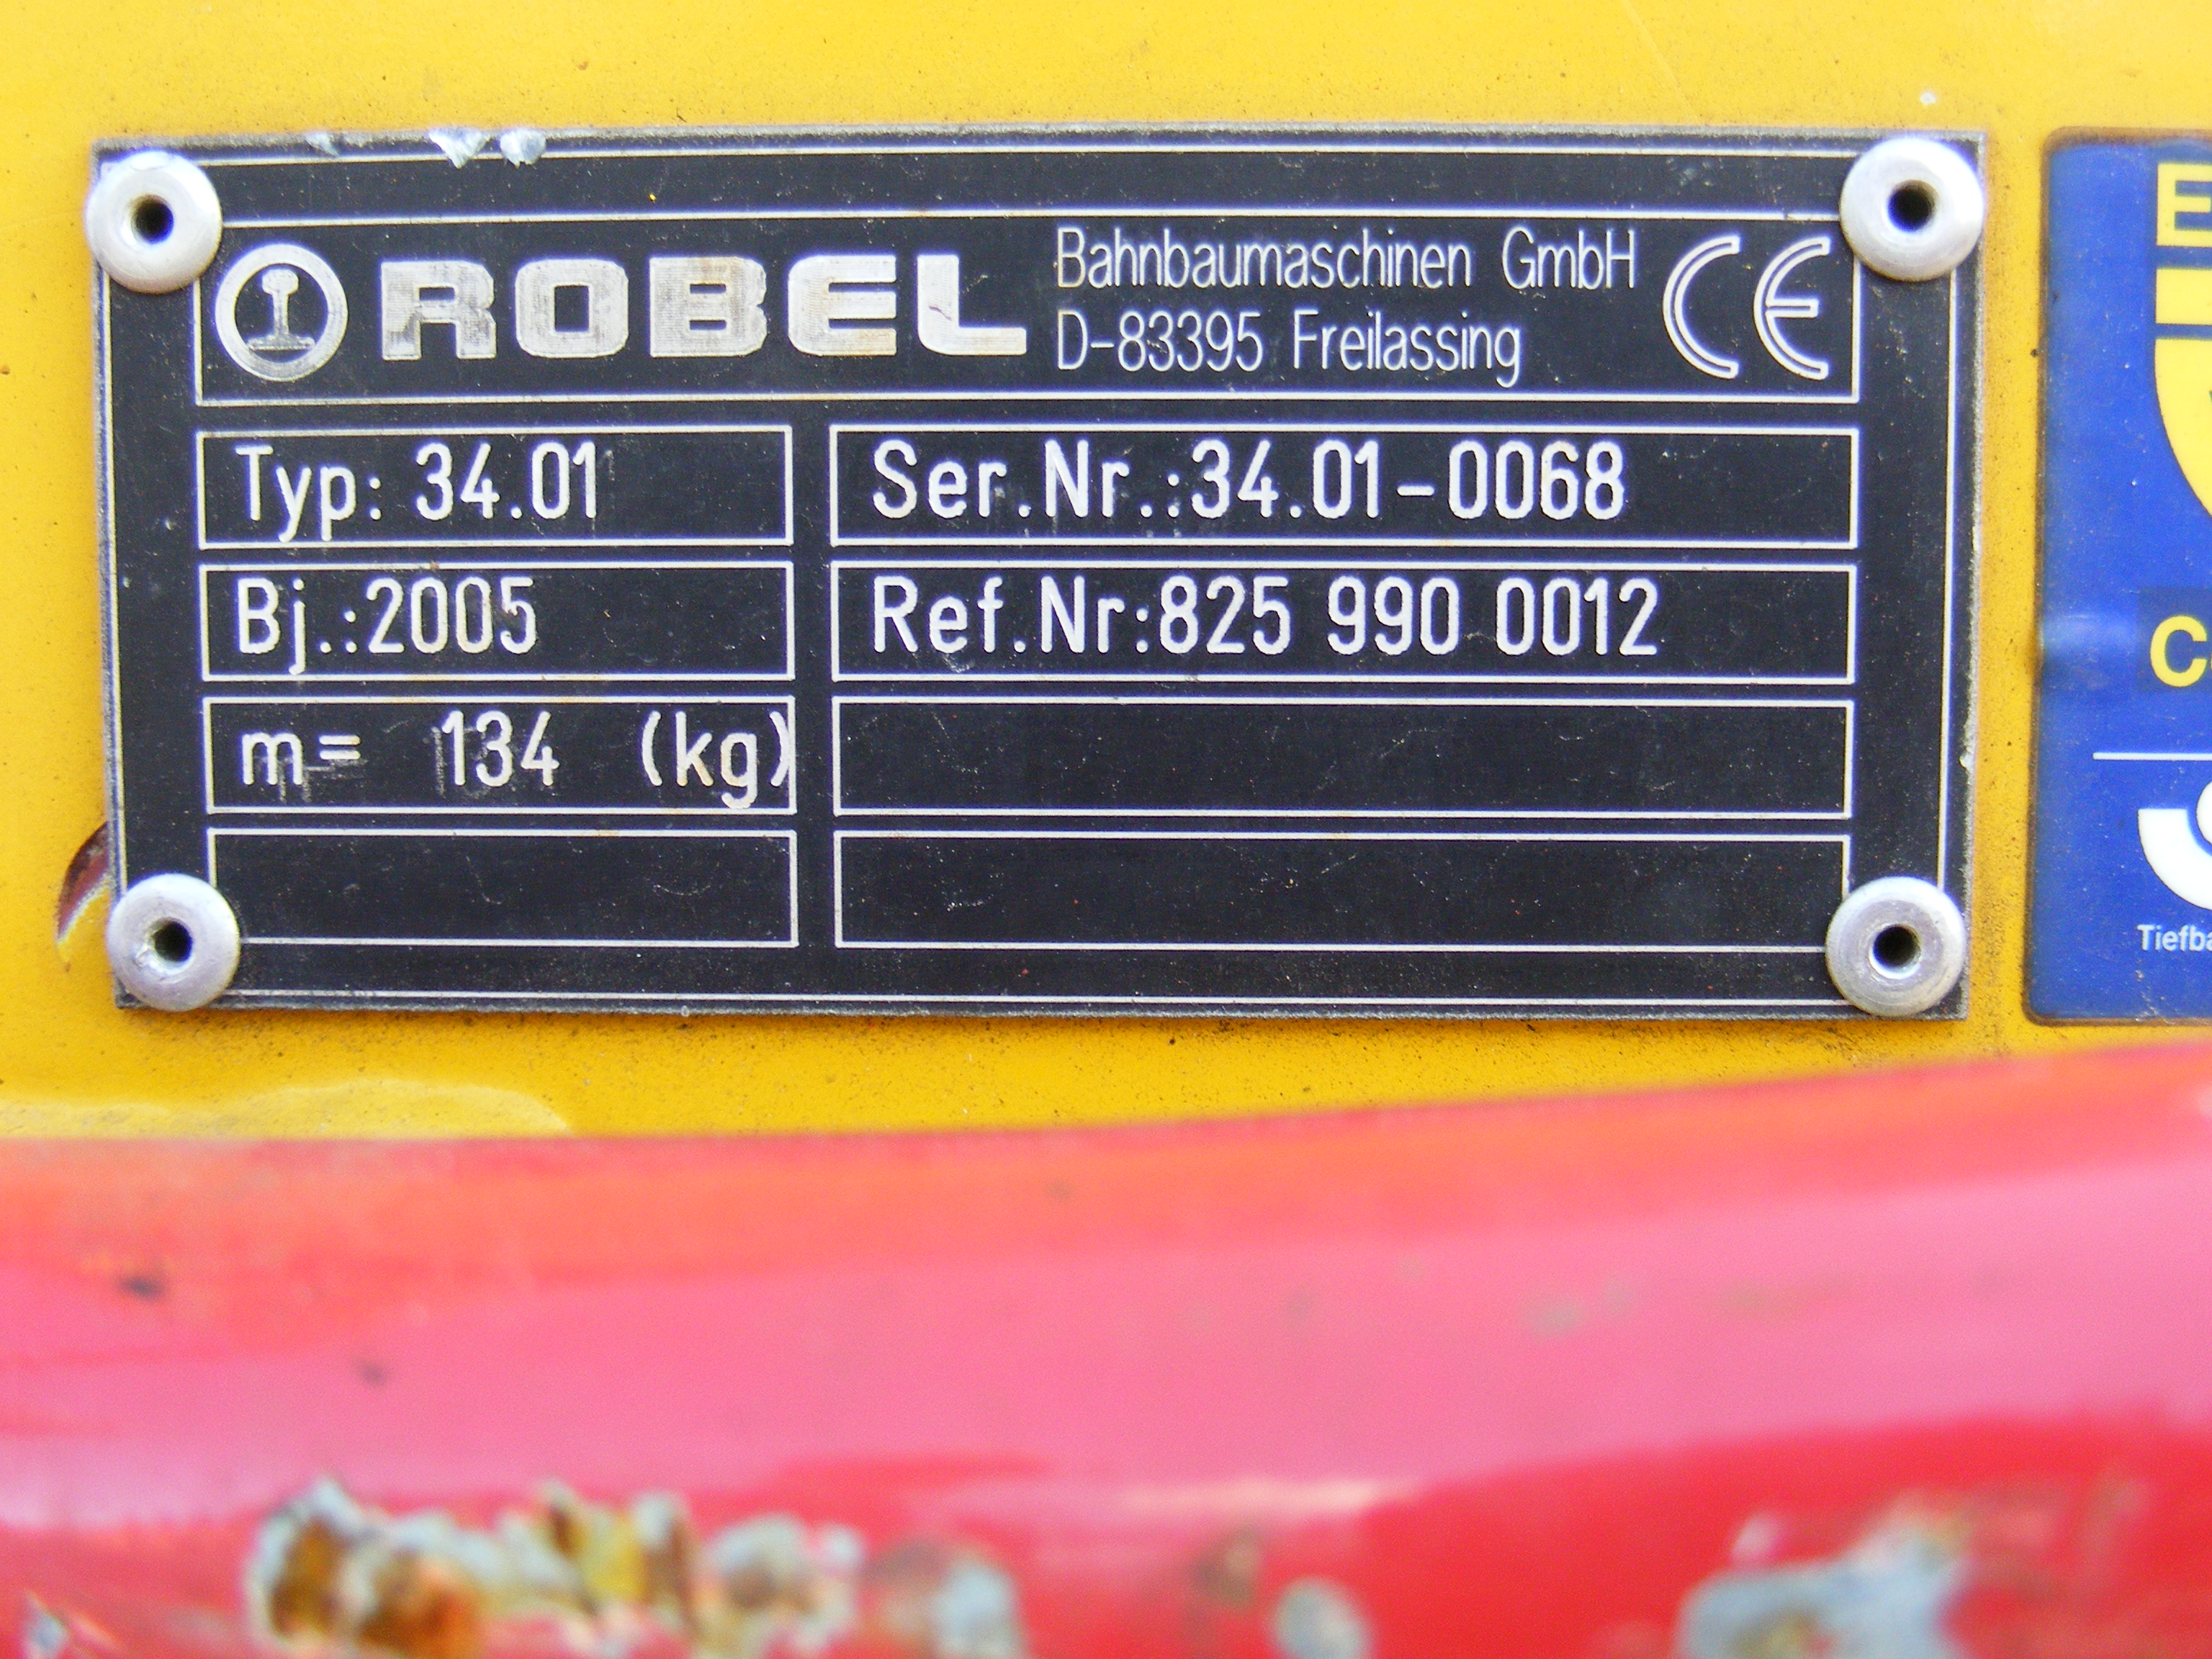 ROBEL
Bahnbaumaschinen GmbH
D-83395 Freilassing
CE
Typ: 34.01
Ser.Nr.:34.01-0068
Bj.:2005
Ref.Nr:825 990 0012
m= 134 (kg)